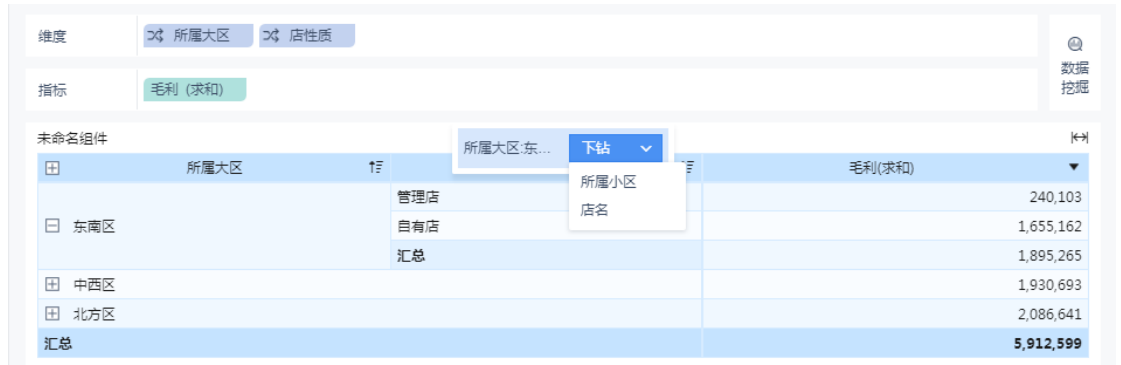 维度 所属大区 店性质
数据
挖掘
指标 毛利 (求和)
未命名组件
所属大区:东... 下钻
所属小区
店名
所属大区 毛利(求和)
东南区 管理店 240,103
自有店 1,655,162
汇总 1,895,265
中西区 1,930,693
北方区 2,086,641
汇总 5,912,599